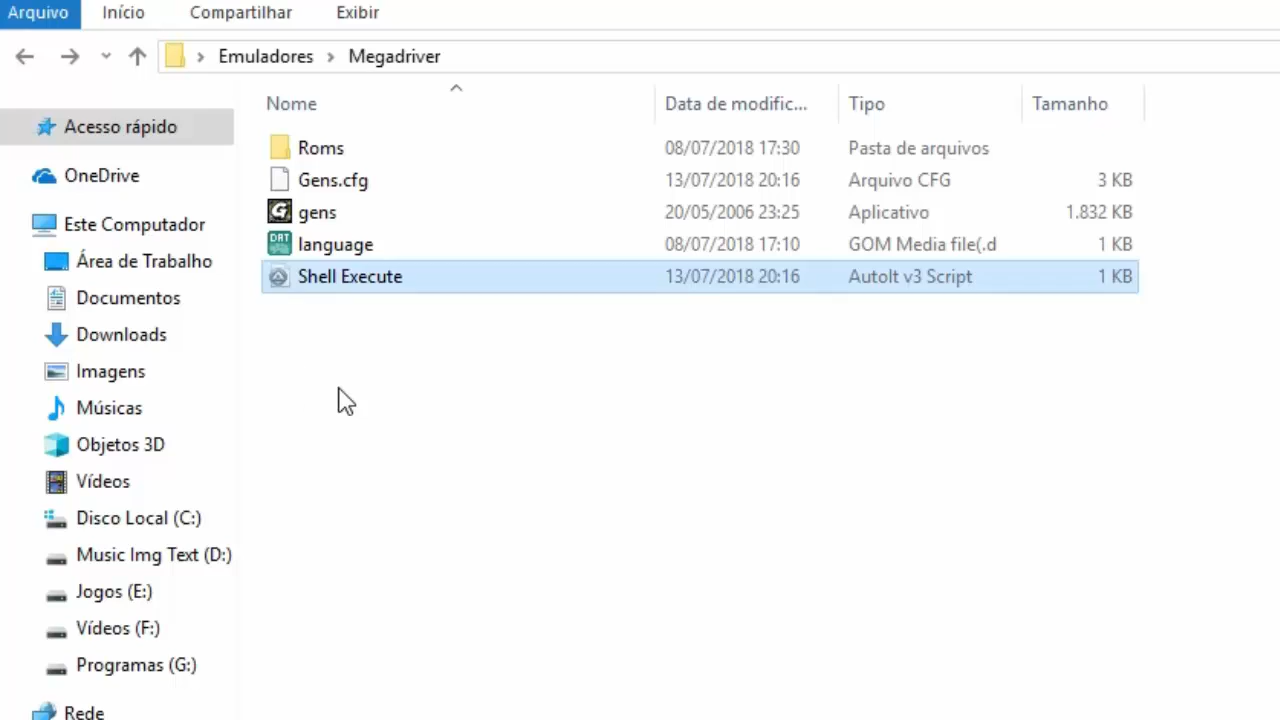 Arquivo Início Compartilhar Exibir
Emuladores Megadriver
Nome Data de modific... Tipo Tamanho
Acesso rápido
OneDrive
Este Computador
Área de Trabalho
Documentos
Downloads
Imagens
Músicas
Objetos 3D
Vídeos
Disco Local (C:)
Music Img Text (D:)
Jogos (E:)
Vídeos (F:)
Programas (G:)
Rede
Roms 08/07/2018 17:30 Pasta de arquivos
Gens.cfg 13/07/2018 20:16 Arquivo CFG 3 KB
G gens 20/05/2006 23:25 Aplicativo 1.832 KB
DAT language 08/07/2018 17:10 GOM Media file(.d 1 KB
Shell Execute 13/07/2018 20:16 AutoIt v3 Script 1 KB